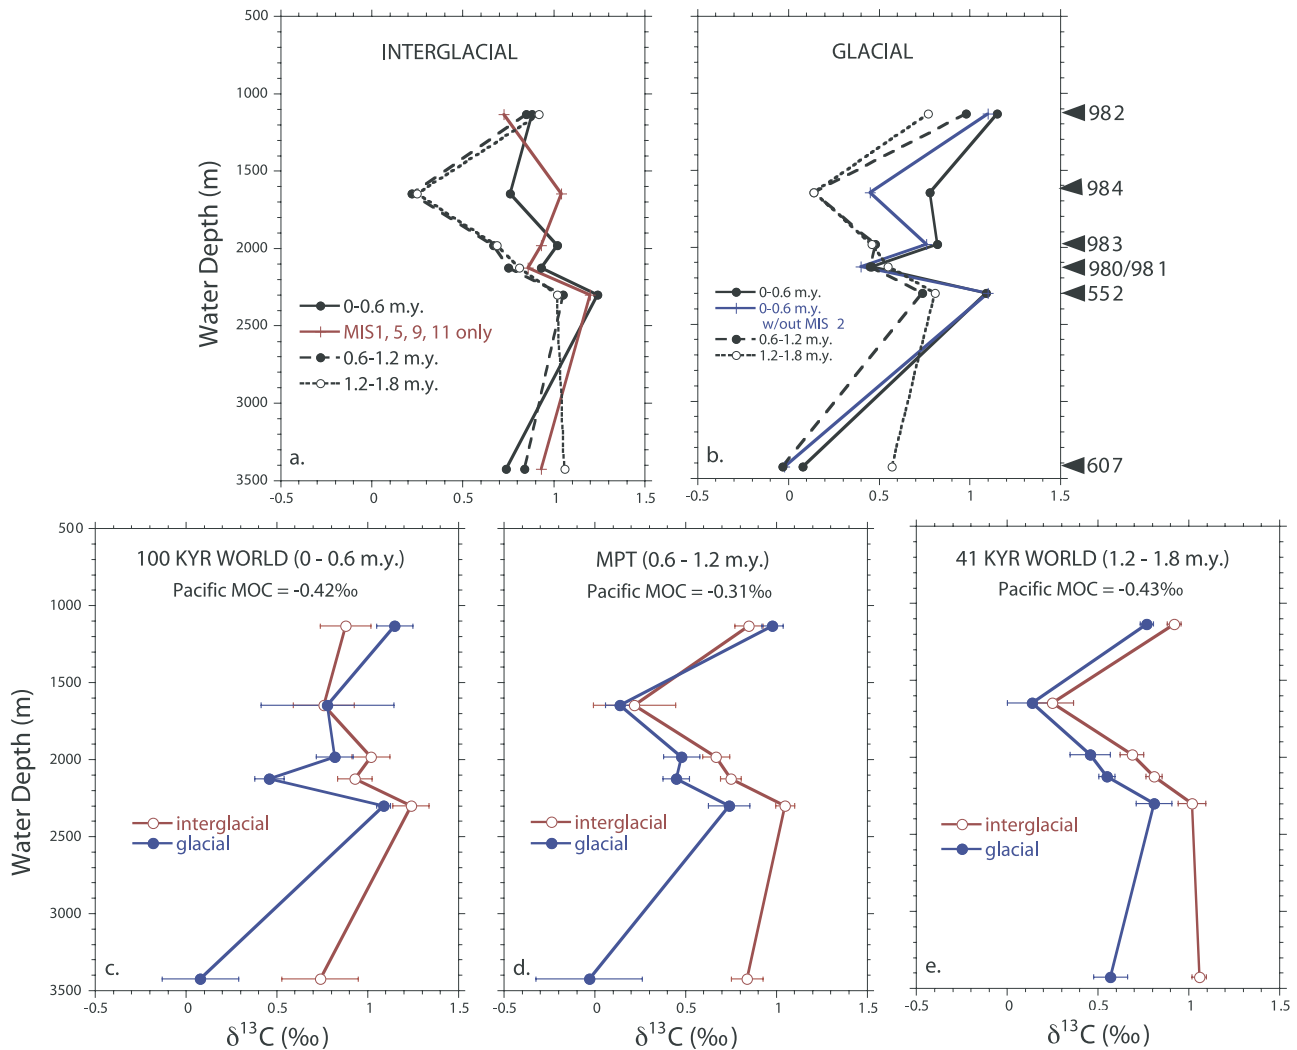 500
1000
1500
2000
2500
3000
3500
Water Depth (m)
INTERGLACIAL
0-0.6 m.y.
MIS1, 5, 9, 11 only
0.6-1.2 m.y.
1.2-1.8 m.y.
a.
-0.5
0
0.5
1
1.5
GLACIAL
0-0.6 m.y.
0-0.6 m.y.
w/out MIS 2
0.6-1.2 m.y.
1.2-1.8 m.y.
b.
-0.5
0
0.5
1
1.5
982
984
983
980/981
552
607
500
1000
1500
2000
2500
3000
3500
Water Depth (m)
100 KYR WORLD (0 - 0.6 m.y.)
Pacific MOC = -0.42‰
interglacial
glacial
c.
-0.5
0
0.5
1
1.5
δ¹³C (‰)
MPT (0.6 - 1.2 m.y.)
Pacific MOC = -0.31‰
interglacial
glacial
d.
-0.5
0
0.5
1
1.5
δ¹³C (‰)
41 KYR WORLD (1.2 - 1.8 m.y.)
Pacific MOC = -0.43‰
interglacial
glacial
e.
-0.5
0
0.5
1
1.5
δ¹³C (‰)